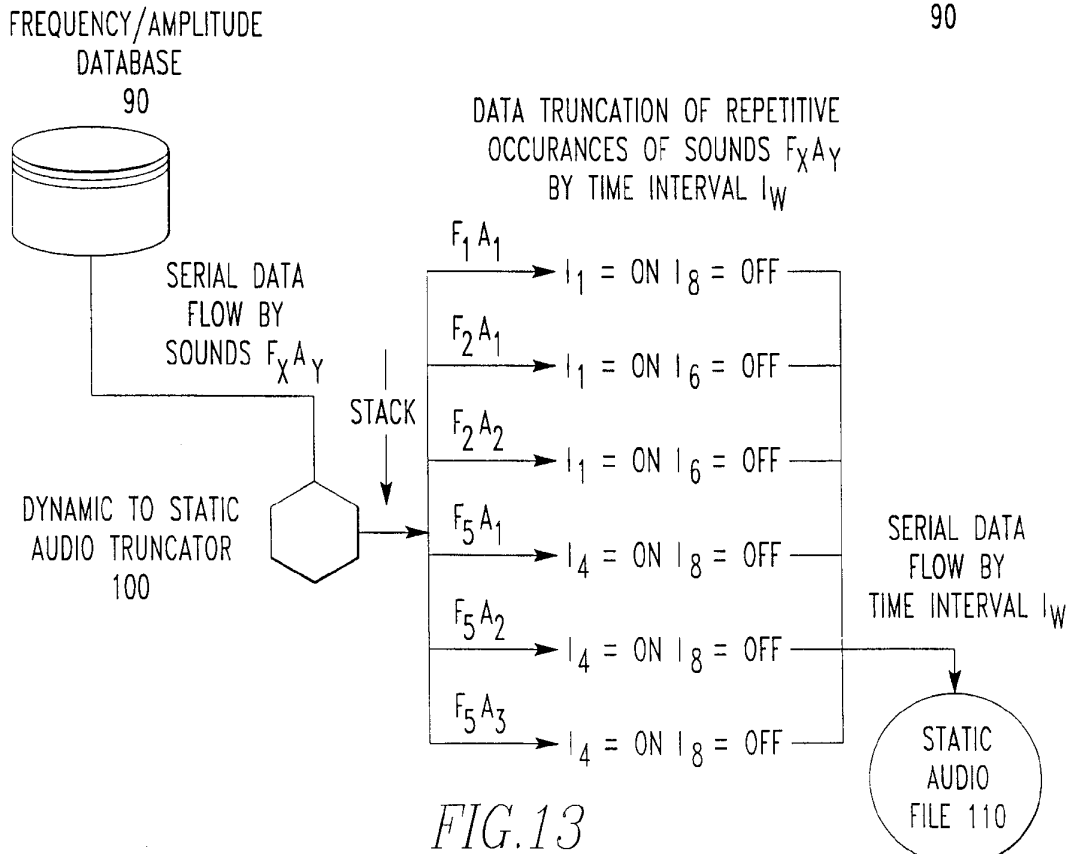 FREQUENCY/AMPLITUDE
DATABASE
90
90
DATA TRUNCATION OF REPETITIVE
OCCURANCES OF SOUNDS FXAY
BY TIME INTERVAL IW
SERIAL DATA
FLOW BY
SOUNDS FXAY
STACK
DYNAMIC TO STATIC
AUDIO TRUNCATOR
100
F1A1
I1 = ON I8 = OFF
F2A1
I1 = ON I6 = OFF
F2A2
I1 = ON I6 = OFF
F5A1
I4 = ON I8 = OFF
F5A2
I4 = ON I8 = OFF
F5A3
I4 = ON I8 = OFF
SERIAL DATA
FLOW BY
TIME INTERVAL IW
STATIC
AUDIO
FILE 110
FIG.13